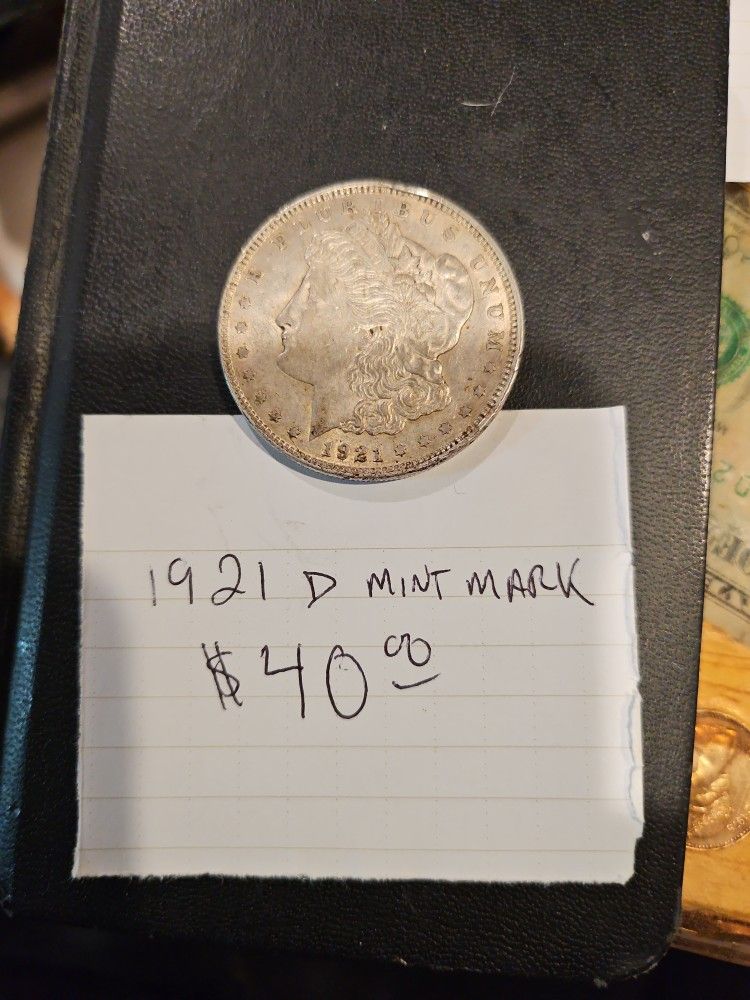 E PLURIBUS UNUM
1921
1921 D MINT MARK
$40.00